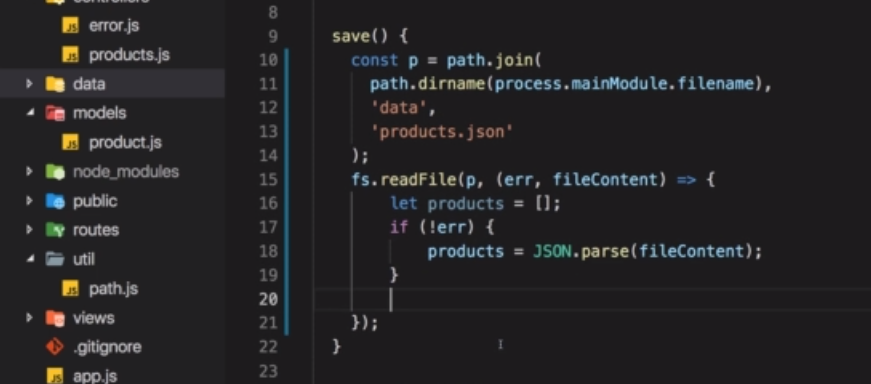 controllers
error.js
products.js
data
models
product.js
node_modules
public
routes
util
path.js
views
.gitignore
app.js
8
9 save() {
10 const p = path.join(
11 path.dirname(process.mainModule.filename),
12 'data',
13 'products.json'
14 );
15 fs.readFile(p, (err, fileContent) => {
16 let products = [];
17 if (!err) {
18 products = JSON.parse(fileContent);
19 }
20
21 });
22 }
23